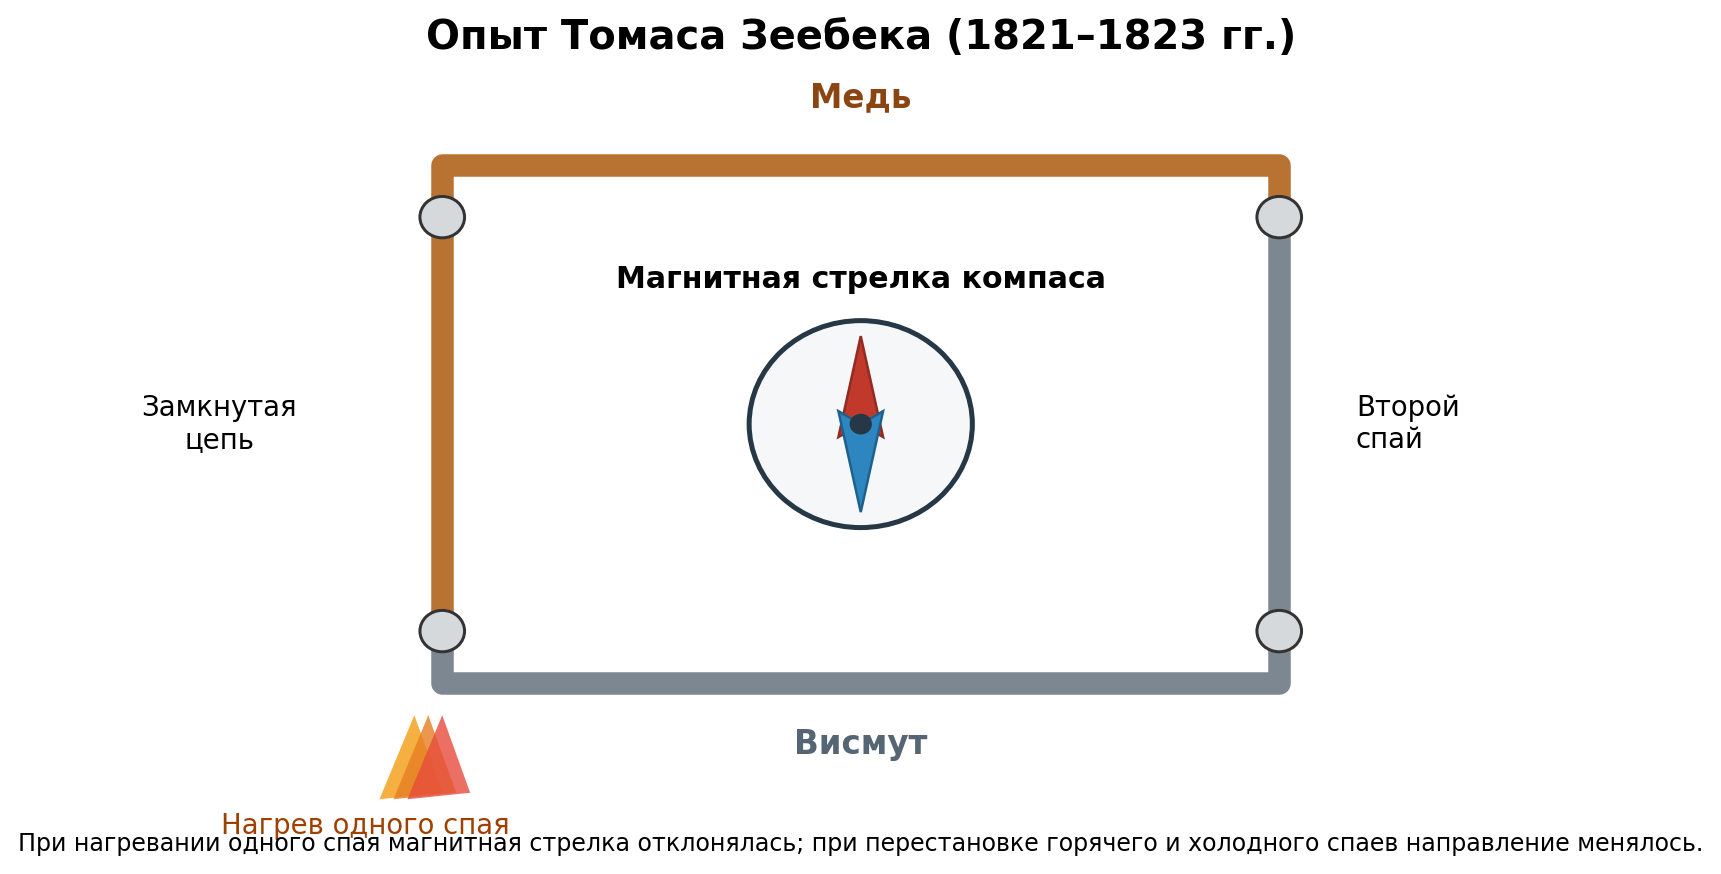 Опыт Томаса Зеебека (1821–1823 гг.)
Медь
Магнитная стрелка компаса
Замкнутая
цепь
Второй
спай
Висмут
Нагрев одного спая
При нагревании одного спая магнитная стрелка отклонялась; при перестановке горячего и холодного спаев направление менялось.